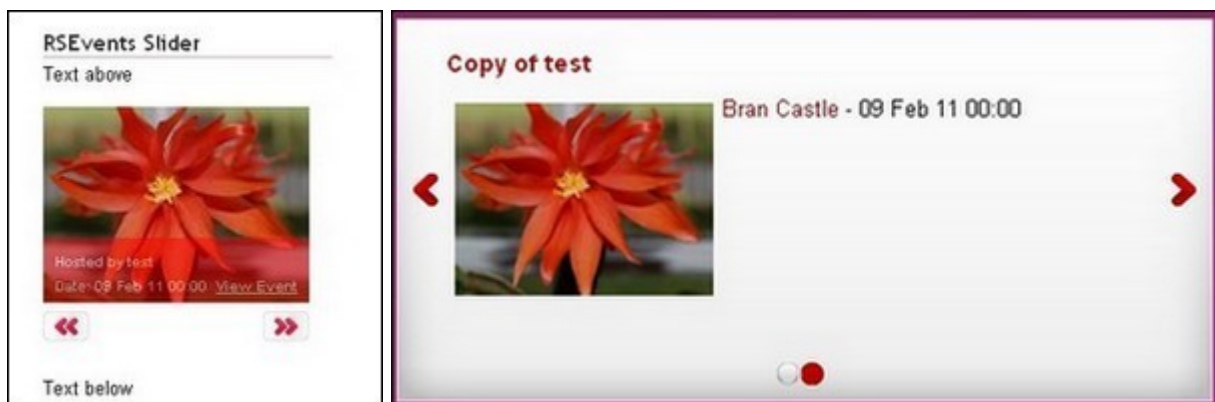 RSEvents Slider
Text above
Hosted by test
Date: 09 Feb 11 00:00 View Event
Text below
Copy of test
Bran Castle - 09 Feb 11 00:00